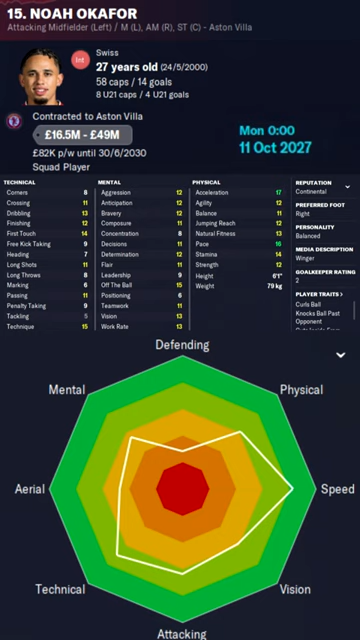 15. NOAH OKAFOR
Attacking Midfielder (Left) / M (L), AM (R), ST (C) - Aston Villa
Int
Swiss
27 years old (24/5/2000)
58 caps / 14 goals
8 U21 caps / 4 U21 goals
Contracted to Aston Villa
£16.5M - £49M
£82K p/w until 30/6/2030
Squad Player
Mon 0:00
11 Oct 2027
TECHNICAL
Corners 8
Crossing 11
Dribbling 13
Finishing 12
First Touch 14
Free Kick Taking 9
Heading 7
Long Shots 11
Long Throws 8
Marking 6
Passing 11
Penalty Taking 9
Tackling 5
Technique 15
MENTAL
Aggression 12
Anticipation 12
Bravery 12
Composure 11
Concentration 8
Decisions 11
Determination 12
Flair 11
Leadership 9
Off The Ball 15
Positioning 6
Teamwork 11
Vision 13
Work Rate 13
PHYSICAL
Acceleration 17
Agility 12
Balance 11
Jumping Reach 12
Natural Fitness 13
Pace 16
Stamina 14
Strength 12
Height 6'1"
Weight 79 kg
REPUTATION
Continental
PREFERRED FOOT
Right
PERSONALITY
Balanced
MEDIA DESCRIPTION
Winger
GOALKEEPER RATING
2
PLAYER TRAITS >
Curls Ball
Knocks Ball Past
Opponent
Defending
Physical
Speed
Vision
Attacking
Technical
Aerial
Mental